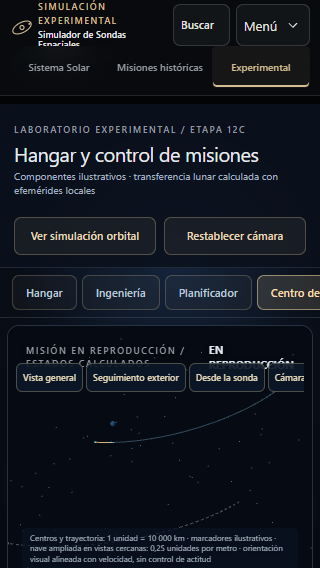 SIMULACIÓN
EXPERIMENTAL
Simulador de Sondas
Espaciales
Buscar
Menú
Sistema Solar
Misiones históricas
Experimental
LABORATORIO EXPERIMENTAL / ETAPA 12C
Hangar y control de misiones
Componentes ilustrativos · transferencia lunar calculada con
efemérides locales
Ver simulación orbital
Restablecer cámara
Hangar
Ingeniería
Planificador
Centro de
MISIÓN EN REPRODUCCIÓN /
ESTADOS CALCULADOS
EN
REPRODUCCIÓN
Vista general
Seguimiento exterior
Desde la sonda
Cámara
Centros y trayectoria: 1 unidad = 10 000 km · marcadores ilustrativos ·
nave ampliada en vistas cercanas: 0,25 unidades por metro · orientación
visual alineada con velocidad, sin control de actitud